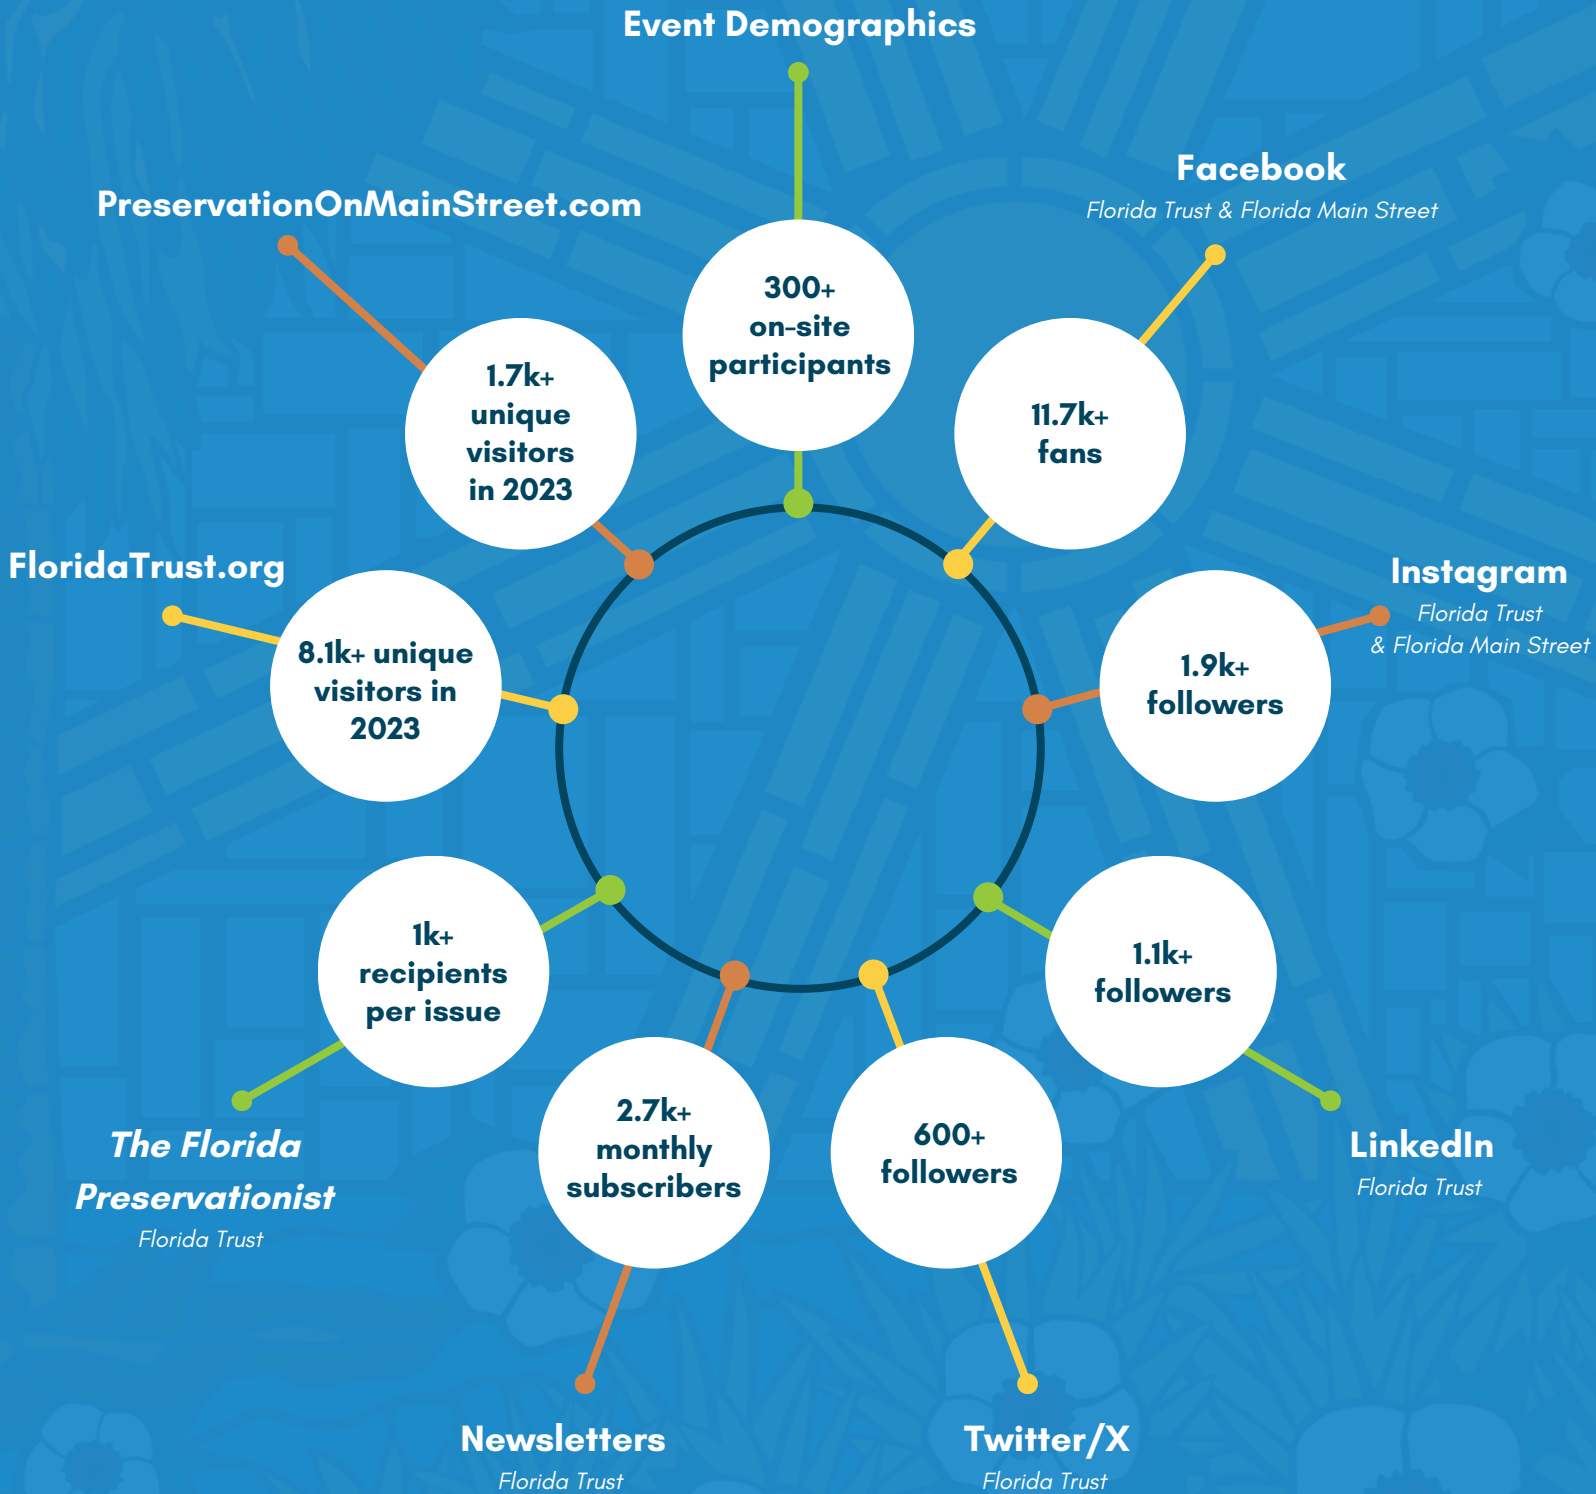 Event Demographics
300+
on-site
participants
Facebook
Florida Trust & Florida Main Street
11.7k+
fans
Instagram
Florida Trust
& Florida Main Street
1.9k+
followers
1.1k+
followers
LinkedIn
Florida Trust
600+
followers
Twitter/X
Florida Trust
2.7k+
monthly
subscribers
Newsletters
Florida Trust
1k+
recipients
per issue
The Florida
Preservationist
Florida Trust
FloridaTrust.org
8.1k+ unique
visitors in
2023
PreservationOnMainStreet.com
1.7k+
unique
visitors
in 2023